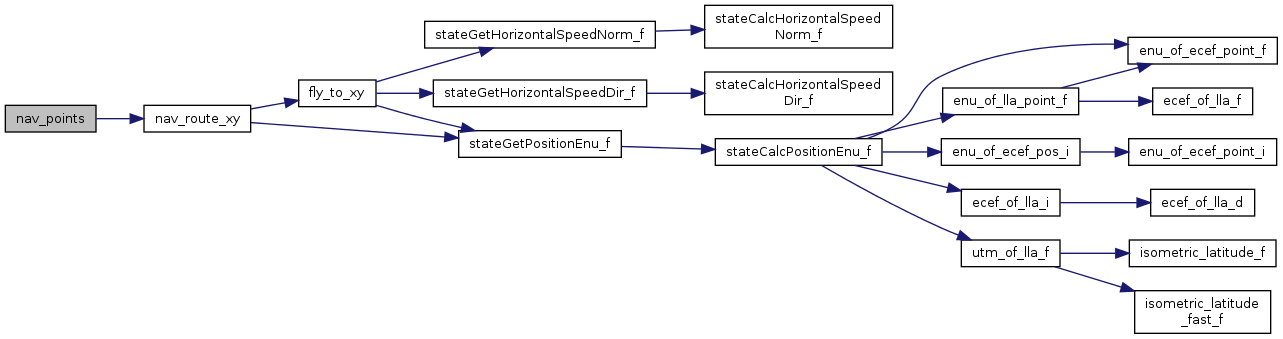 nav_points
nav_route_xy
fly_to_xy
stateGetHorizontalSpeedNorm_f
stateCalcHorizontalSpeed
Norm_f
stateGetHorizontalSpeedDir_f
stateCalcHorizontalSpeed
Dir_f
stateGetPositionEnu_f
stateCalcPositionEnu_f
enu_of_ecef_point_f
enu_of_lla_point_f
ecef_of_lla_f
enu_of_ecef_pos_i
enu_of_ecef_point_i
ecef_of_lla_i
ecef_of_lla_d
utm_of_lla_f
isometric_latitude_f
isometric_latitude
_fast_f